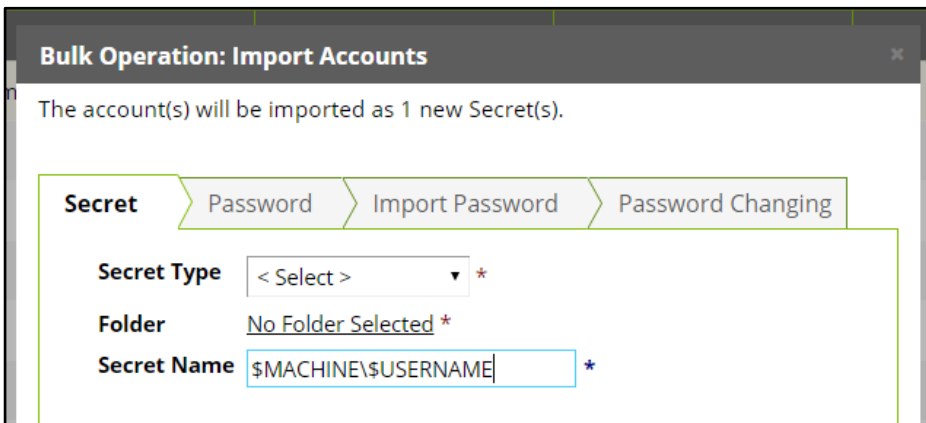 Bulk Operation: Import Accounts ×
m
The account(s) will be imported as 1 new Secret(s).
Secret Password Import Password Password Changing
Secret Type < Select > ▼ *
Folder No Folder Selected *
Secret Name $MACHINE\$USERNAME *